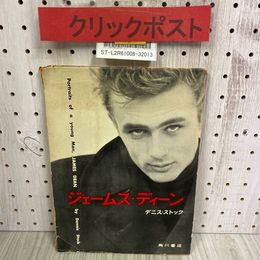 クリックポスト
ST-L2R61008-32013
Portraits of a young Man, JAMES DEAN
by Dennis Stock
ジェームス・ディーン
デニス・ストック
角川書店